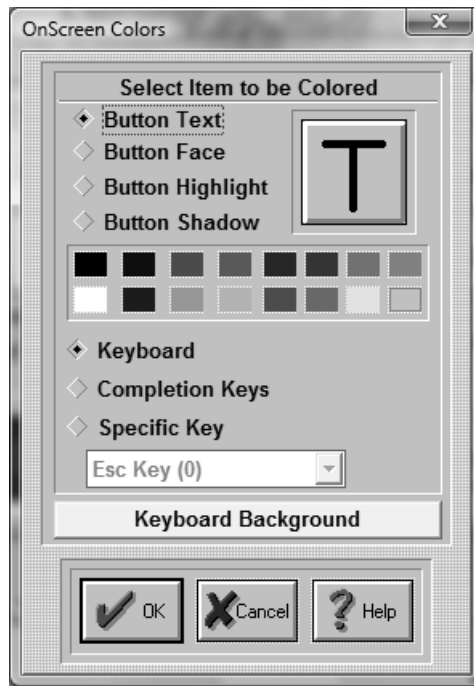 OnScreen Colors
X
Select Item to be Colored
Button Text
T
Button Face
Button Highlight
Button Shadow
Keyboard
Completion Keys
Specific Key
Esc Key (0)
Keyboard Background
OK
Cancel
? Help